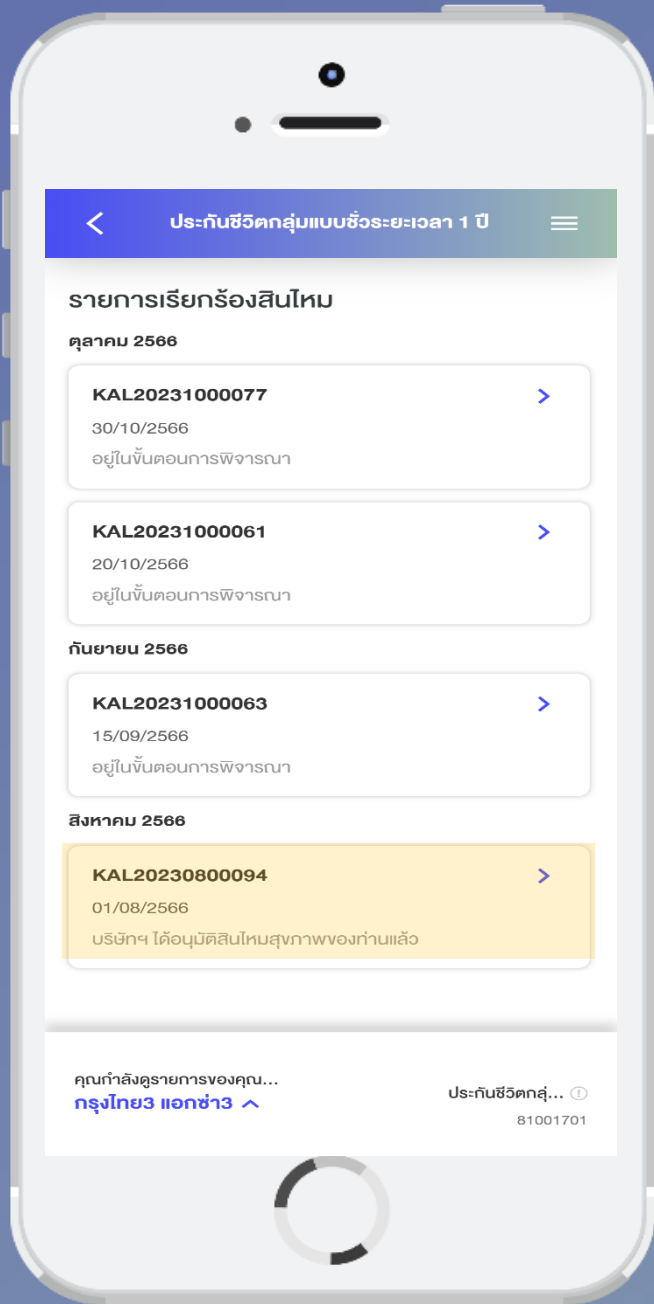 ประกันชีวิตกลุ่มแบบชั่วระยะเวลา 1 ปี
รายการเรียกร้องสินไหม
ตุลาคม 2566
KAL20231000077
30/10/2566
อยู่ในขั้นตอนการพิจารณา
KAL20231000061
20/10/2566
อยู่ในขั้นตอนการพิจารณา
กันยายน 2566
KAL20231000063
15/09/2566
อยู่ในขั้นตอนการพิจารณา
สิงหาคม 2566
KAL20230800094
01/08/2566
บริษัทฯ ได้อนุมัติสินไหมสุขภาพของท่านแล้ว
คุณกำลังดูรายการของคุณ...
กรุงไทย3 แอกซ่า3
ประกันชีวิตกลุ่...
81001701